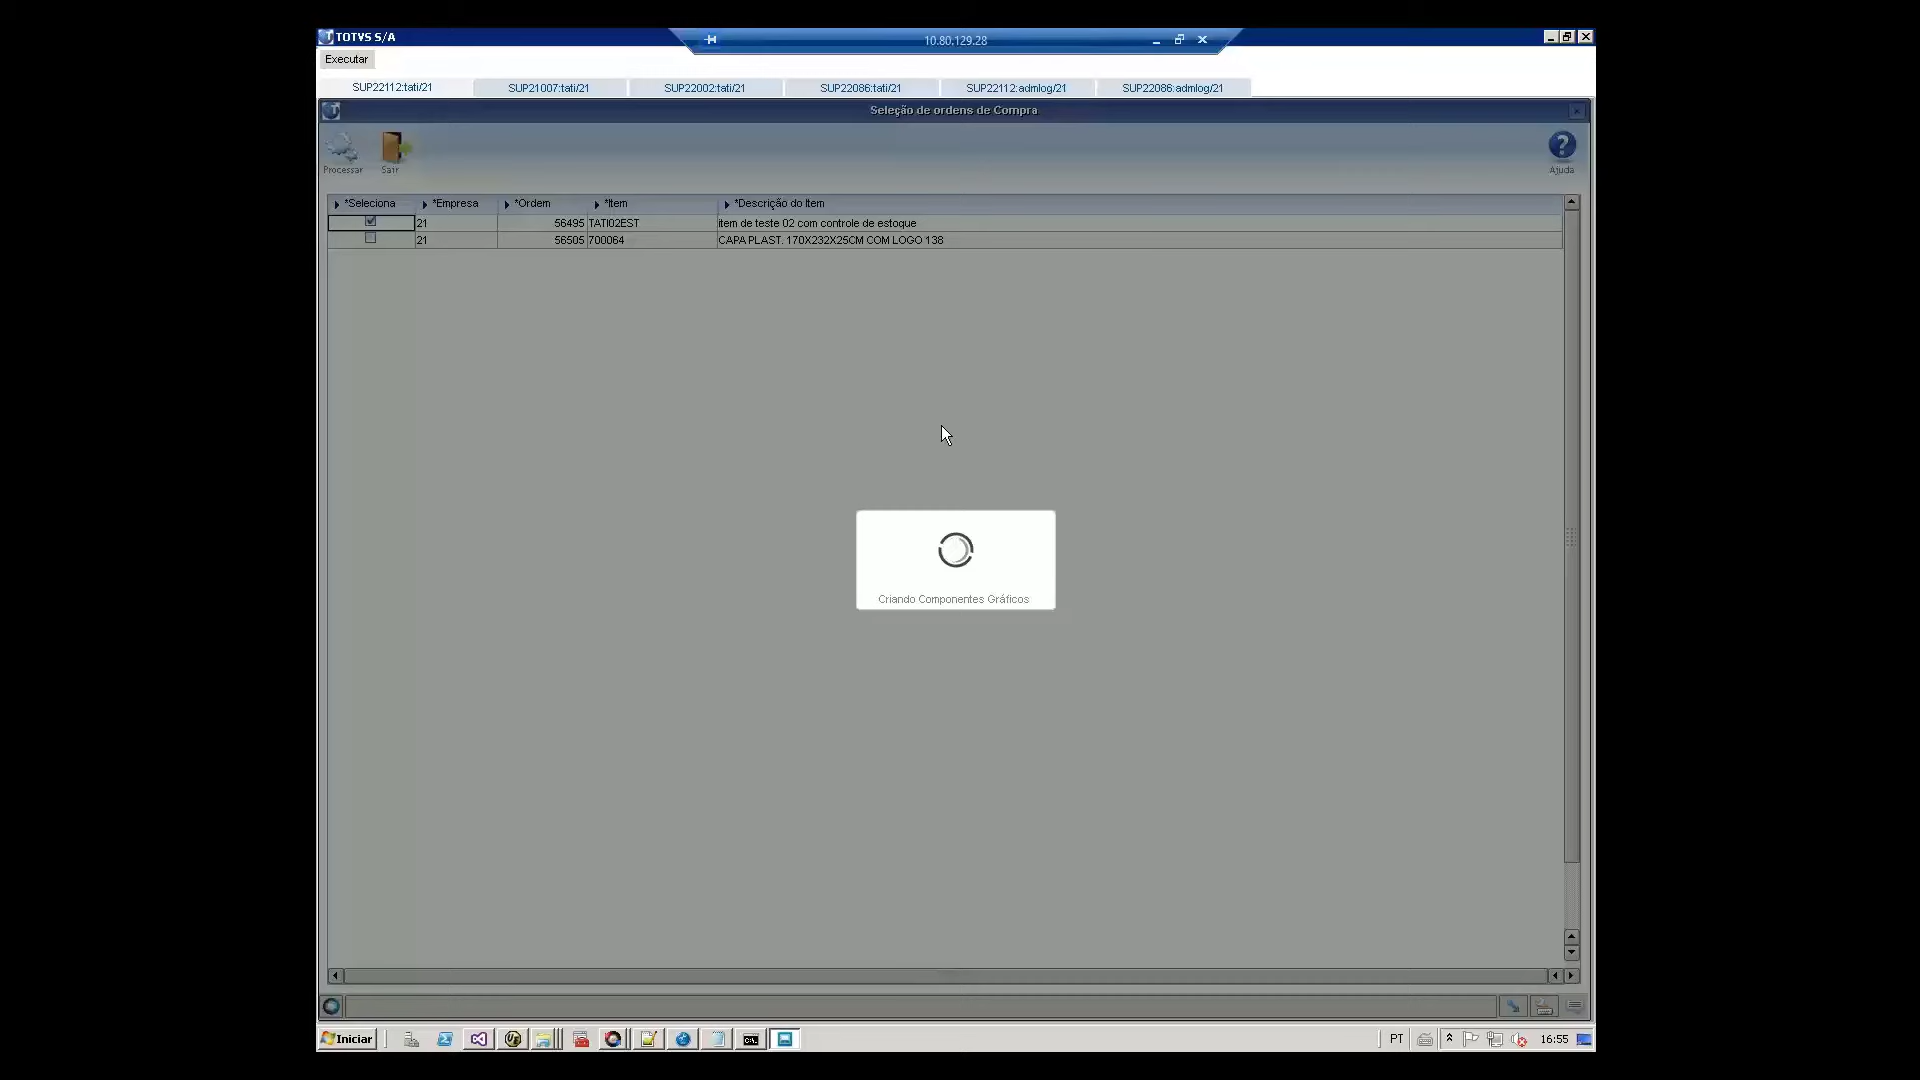 TOTVS S/A
10.80.129.28
Executar
SUP22112:tati/21
SUP21007:tati/21
SUP22002:tati/21
SUP22086:tati/21
SUP22112:admlog/21
SUP22086:admlog/21
Seleção de ordens de Compra
Processar
Sair
Ajuda
*Seleciona *Empresa *Ordem *Item *Descrição do Item
21 56495 TATI02EST item de teste 02 com controle de estoque
21 56505 700064 CAPA PLAST. 170X232X25CM COM LOGO 138
Criando Componentes Gráficos
Iniciar
PT
16:55